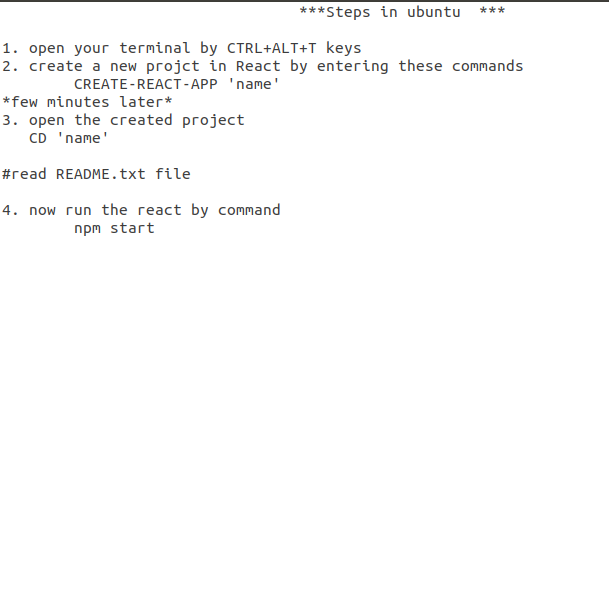 ***Steps in ubuntu  ***
1. open your terminal by CTRL+ALT+T keys
2. create a new projct in React by entering these commands
CREATE-REACT-APP 'name'
*few minutes later*
3. open the created project
CD 'name'
#read README.txt file
4. now run the react by command
npm start